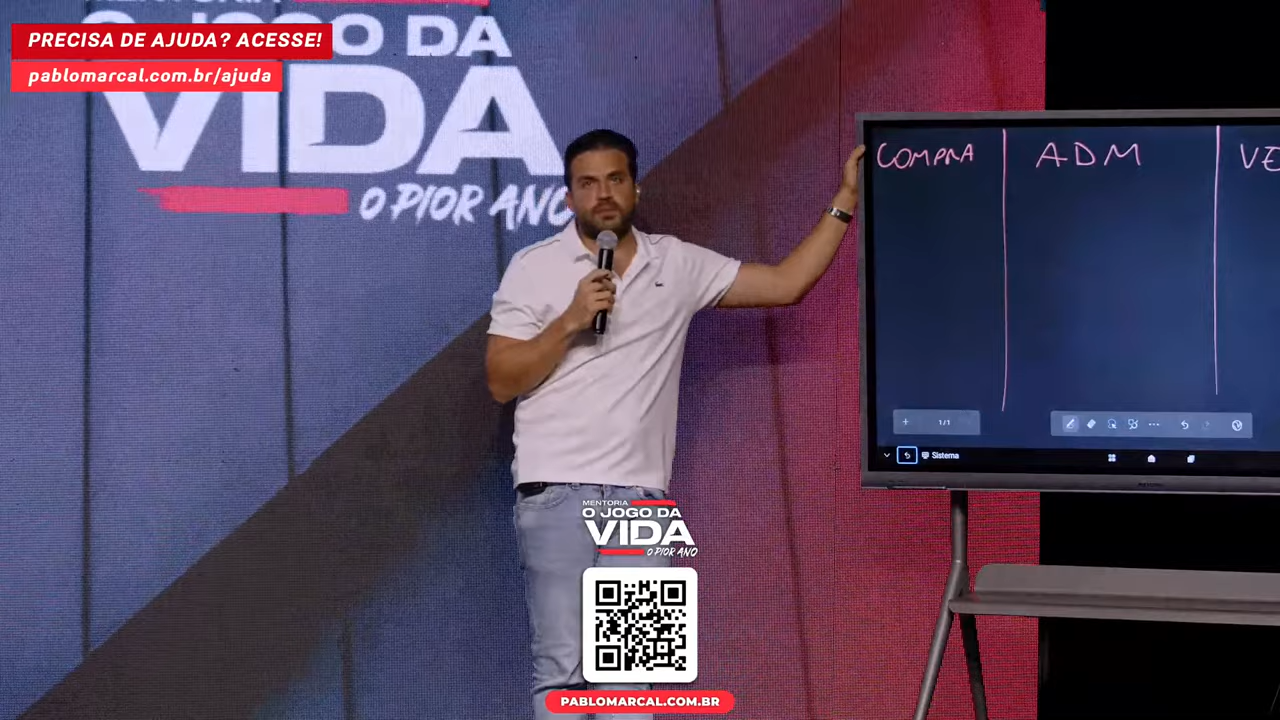 PRECISA DE AJUDA? ACESSE!
pablomarcal.com.br/ajuda
MENTORIA
O JOGO DA
VIDA
O PIOR ANO
COMPRA
ADM
VE
1/1
Sistema
MENTORIA
O JOGO DA
VIDA
O PIOR ANO
PABLOMARCAL.COM.BR